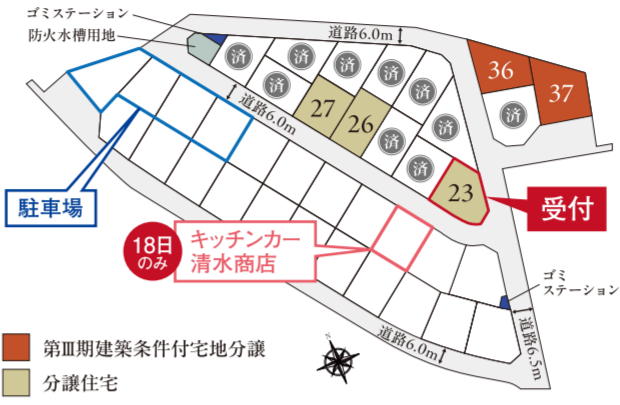 ゴミステーション
防火水槽用地
道路6.0m
済
済
済
済
済
済
済
済
済
済
36
37
済
道路6.0m
27
26
23
受付
駐車場
18日
のみ
キッチンカー
清水商店
ゴミ
ステーション
道路6.0m
道路6.5m
N
第Ⅲ期建築条件付宅地分譲
分譲住宅